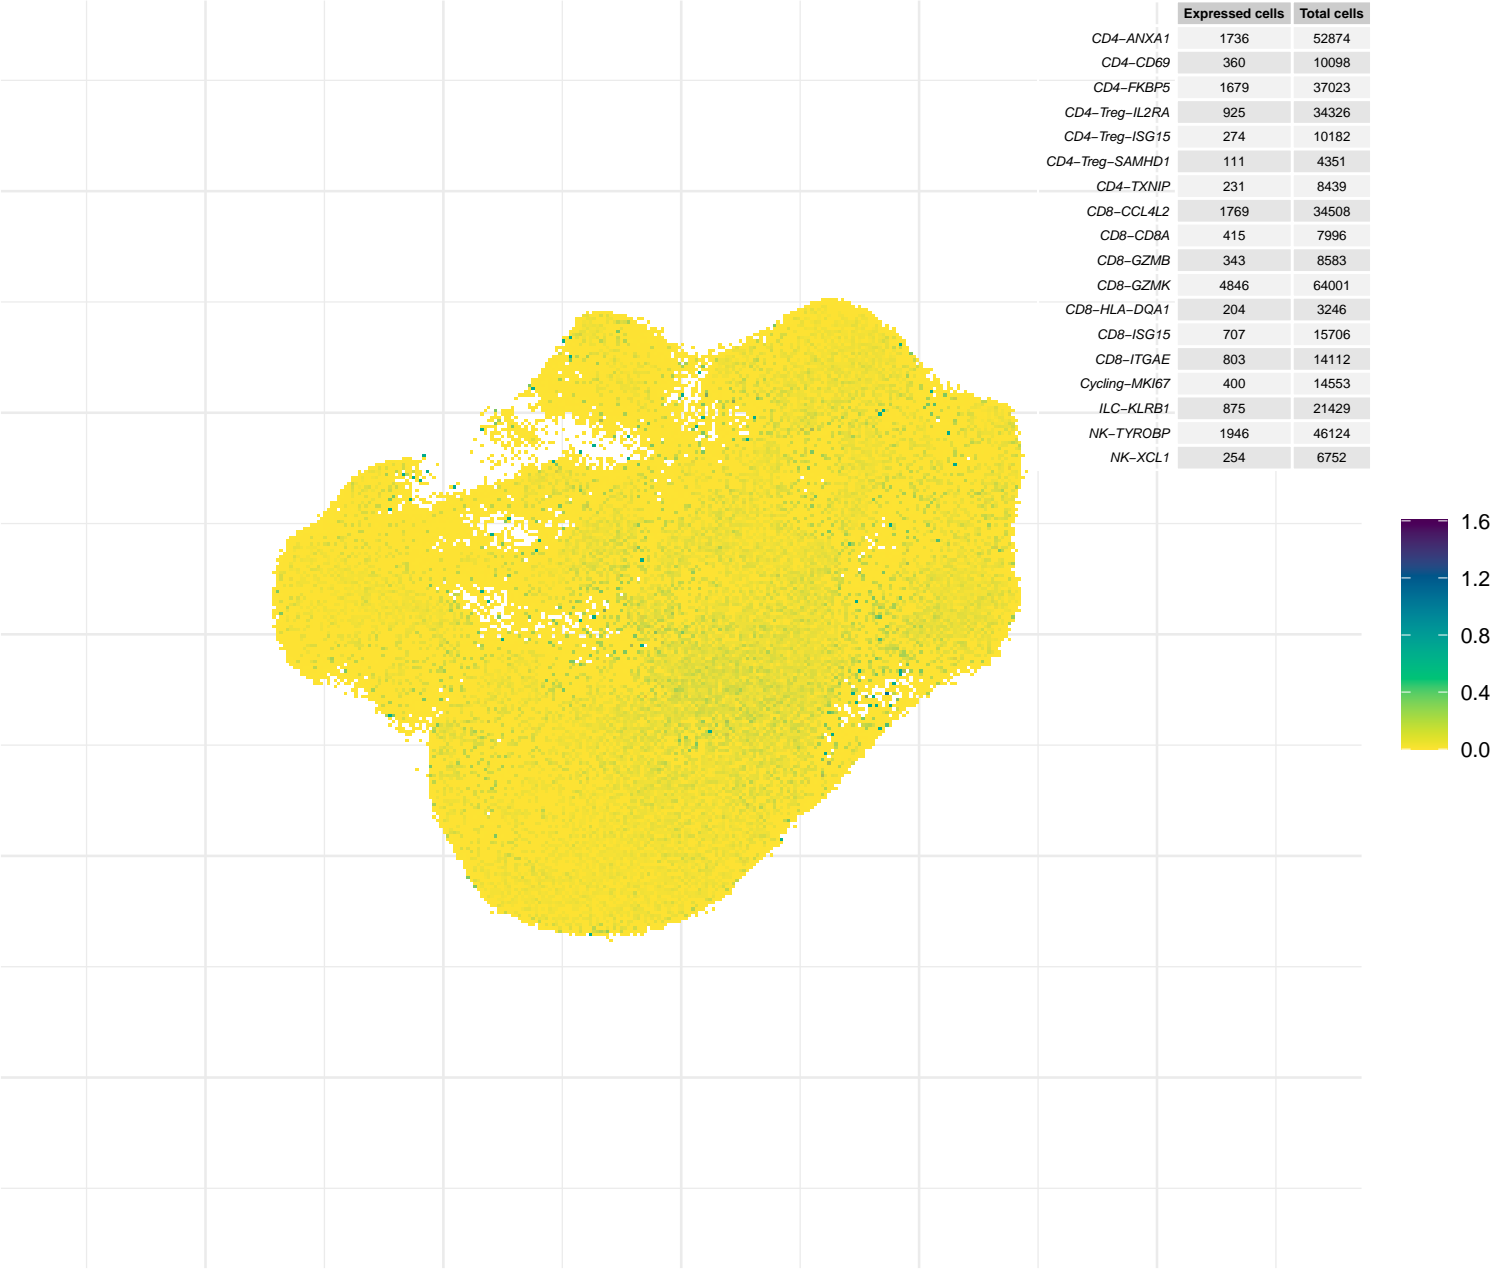 Expressed cells Total cells
CD4−ANXA1 1736 52874
CD4−CD69 360 10098
CD4−FKBP5 1679 37023
CD4−Treg−IL2RA 925 34326
CD4−Treg−ISG15 274 10182
CD4−Treg−SAMHD1 111 4351
CD4−TXNIP 231 8439
CD8−CCL4L2 1769 34508
CD8−CD8A 415 7996
CD8−GZMB 343 8583
CD8−GZMK 4846 64001
CD8−HLA−DQA1 204 3246
CD8−ISG15 707 15706
CD8−ITGAE 803 14112
Cycling−MKI67 400 14553
ILC−KLRB1 875 21429
NK−TYROBP 1946 46124
NK−XCL1 254 6752
1.6
1.2
0.8
0.4
0.0